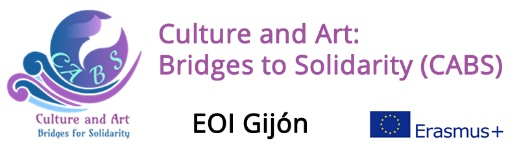 CABS
Culture and Art
Bridges for Solidarity
Culture and Art:
Bridges to Solidarity (CABS)
EOI Gijón
Erasmus+